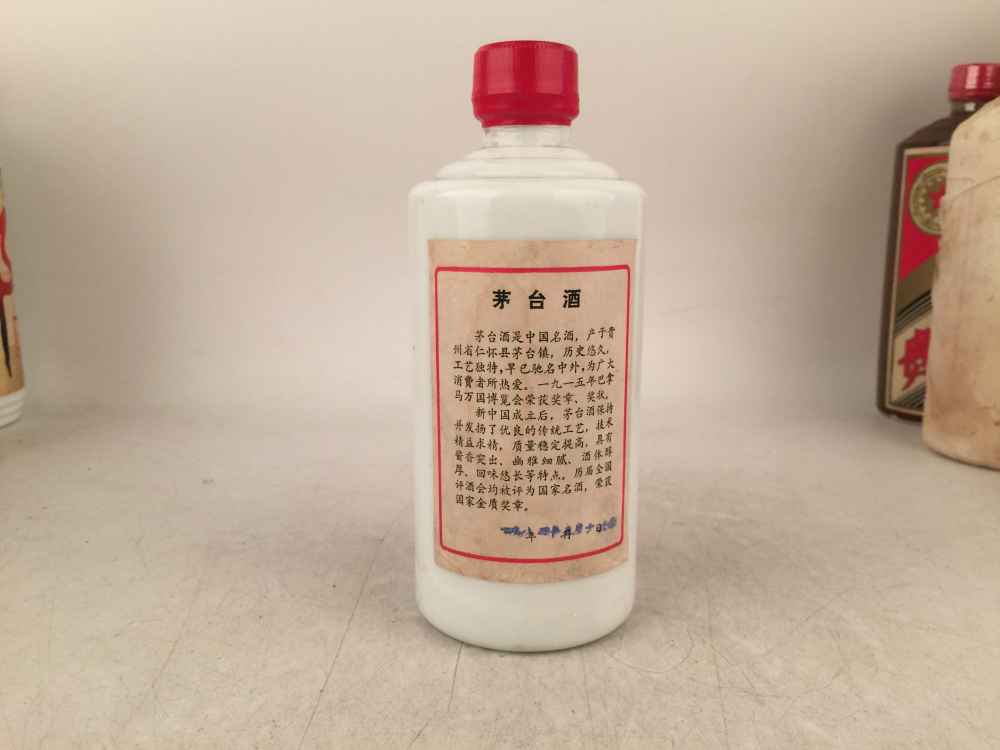 茅台酒
茅台酒是中国名酒，产于贵
州省仁怀县茅台镇，历史悠久，
工艺独特，早已驰名中外，为广大
消费者所热爱。一九一五年巴拿
马万国博览会荣获奖章、奖状。
新中国成立后，茅台酒保持
并发扬了优良的传统工艺，技术
精益求精，质量稳定提高，具有
酱香突出、幽雅细腻、酒体醇
厚、回味悠长等特点。历届全国
评酒会均被评为国家名酒，荣获
国家金质奖章。
年 月 日